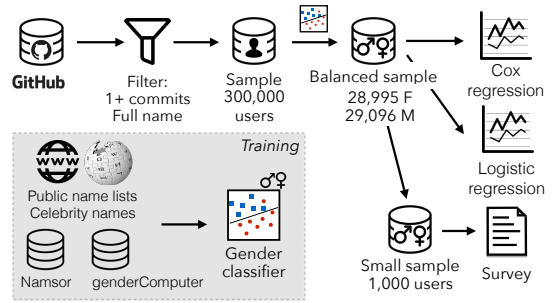 GitHub
Filter:
1+ commits
Full name
Sample
300,000
users
Balanced sample
28,995 F
29,096 M
Cox
regression
Logistic
regression
Training
WWW
Public name lists
Celebrity names
Namsor
genderComputer
Gender
classifier
Small sample
1,000 users
Survey